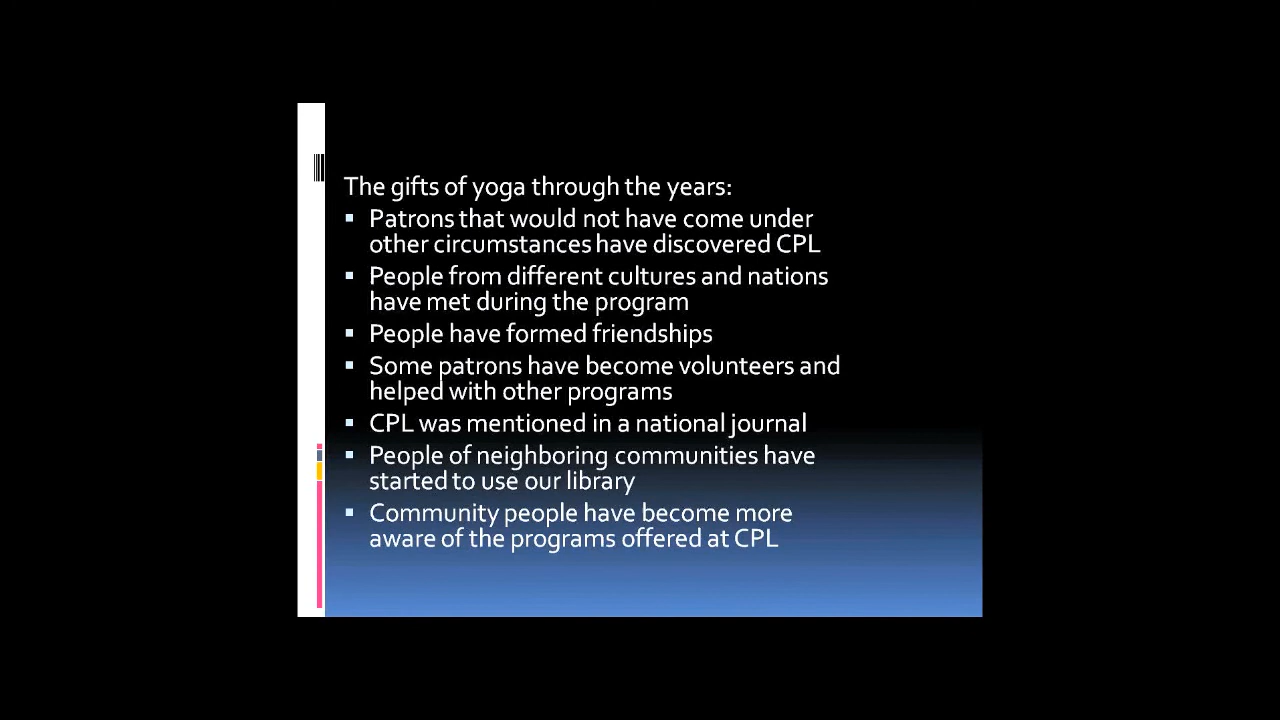 The gifts of yoga through the years:
▪ Patrons that would not have come under
other circumstances have discovered CPL
▪ People from different cultures and nations
have met during the program
▪ People have formed friendships
▪ Some patrons have become volunteers and
helped with other programs
▪ CPL was mentioned in a national journal
▪ People of neighboring communities have
started to use our library
▪ Community people have become more
aware of the programs offered at CPL